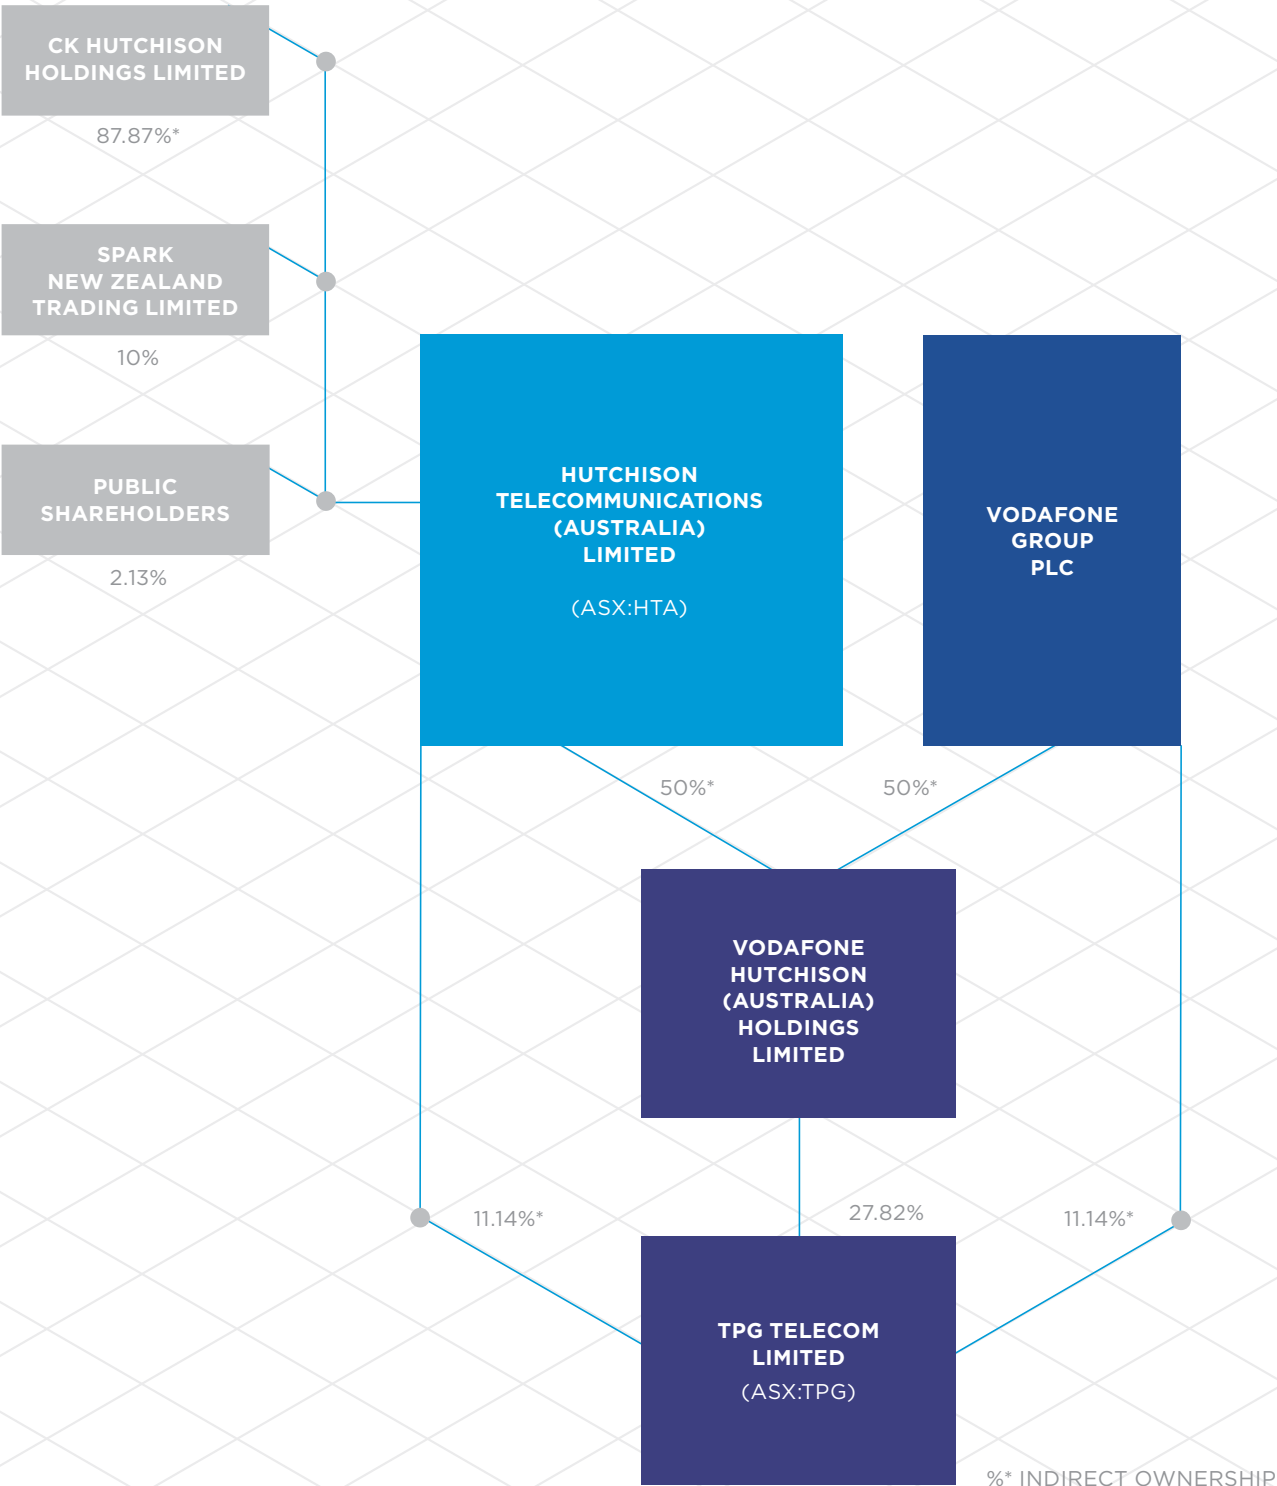 CK HUTCHISON
HOLDINGS LIMITED
87.87%*
SPARK
NEW ZEALAND
TRADING LIMITED
10%
PUBLIC
SHAREHOLDERS
2.13%
HUTCHISON
TELECOMMUNICATIONS
(AUSTRALIA)
LIMITED
(ASX:HTA)
VODAFONE
GROUP
PLC
50%*
50%*
VODAFONE
HUTCHISON
(AUSTRALIA)
HOLDINGS
LIMITED
11.14%*
27.82%
11.14%*
TPG TELECOM
LIMITED
(ASX:TPG)
%* INDIRECT OWNERSHIP